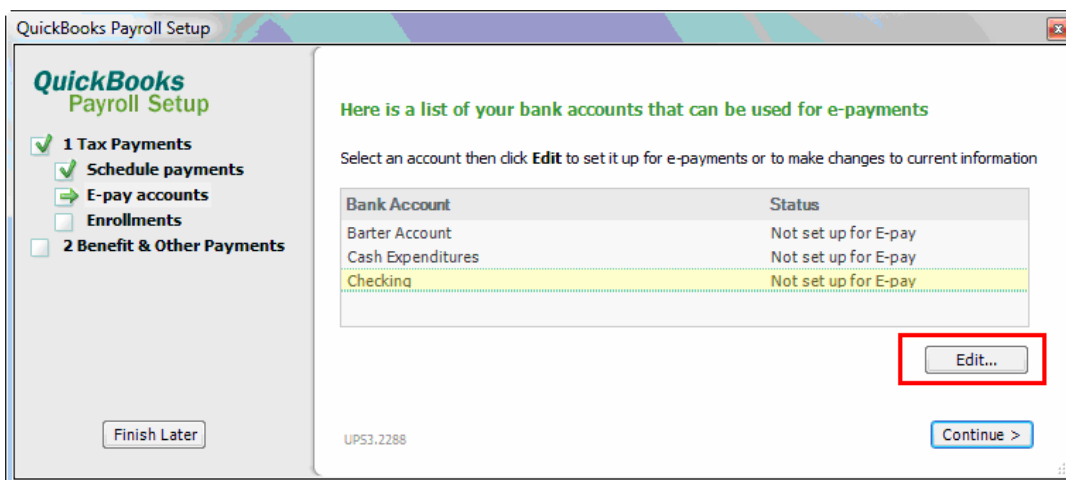 QuickBooks Payroll Setup
QuickBooks
Payroll Setup
1 Tax Payments
Schedule payments
E-pay accounts
Enrollments
2 Benefit & Other Payments
Finish Later
Here is a list of your bank accounts that can be used for e-payments
Select an account then click Edit to set it up for e-payments or to make changes to current information
Bank Account Status
Barter Account Not set up for E-pay
Cash Expenditures Not set up for E-pay
Checking Not set up for E-pay
Edit...
UPS3.2288
Continue >